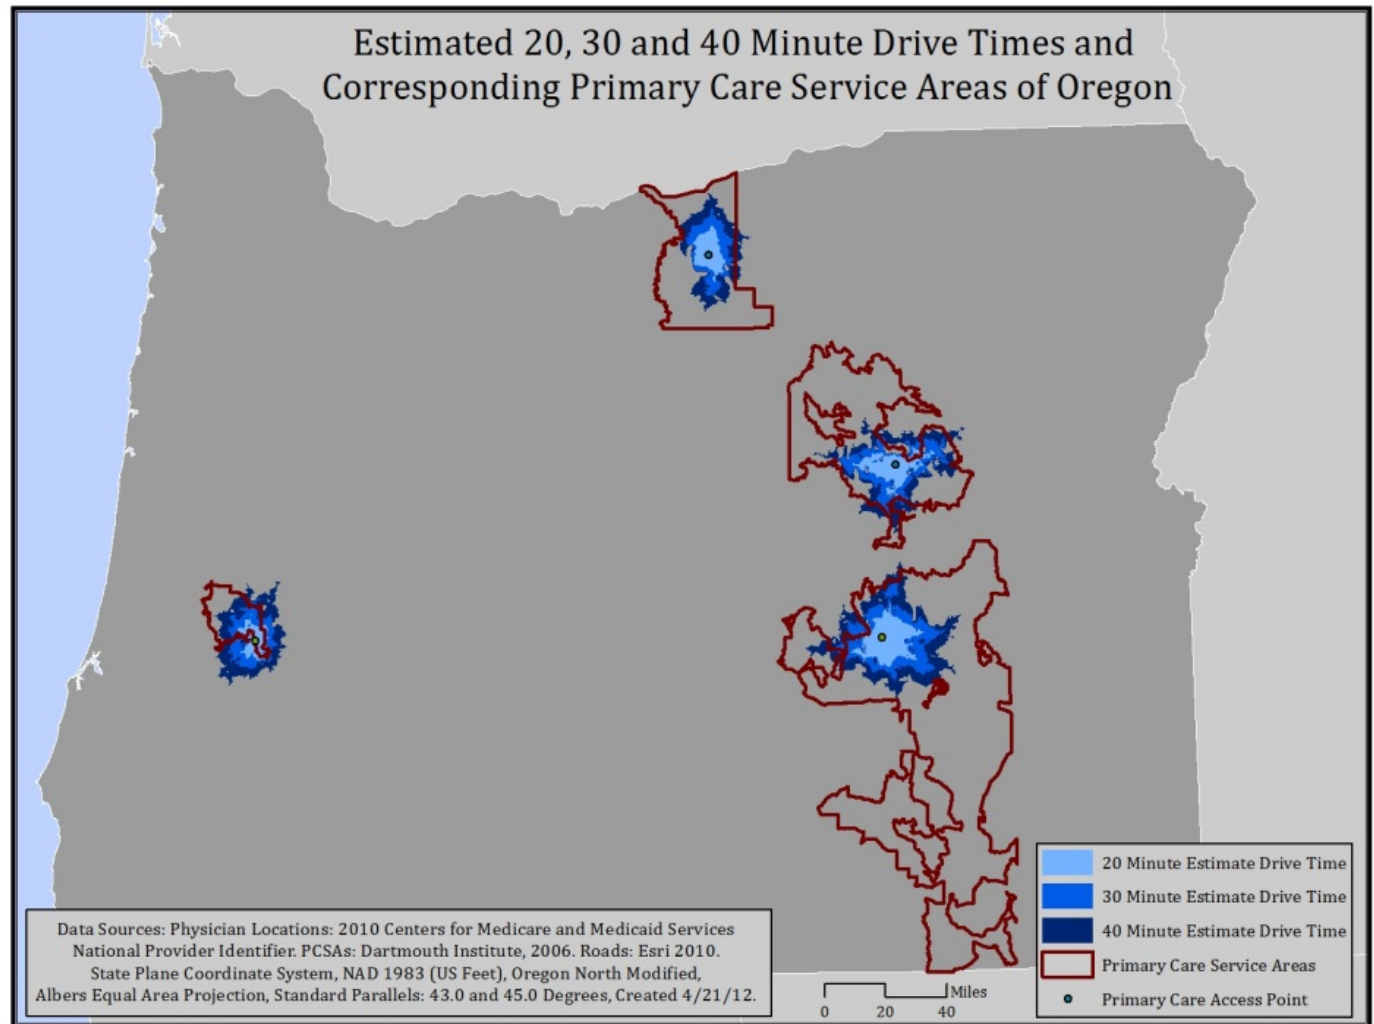 Estimated 20, 30 and 40 Minute Drive Times and
Corresponding Primary Care Service Areas of Oregon
20 Minute Estimate Drive Time
30 Minute Estimate Drive Time
40 Minute Estimate Drive Time
Primary Care Service Areas
Primary Care Access Point
Data Sources: Physician Locations: 2010 Centers for Medicare and Medicaid Services
National Provider Identifier. PCSAs: Dartmouth Institute, 2006. Roads: Esri 2010.
State Plane Coordinate System, NAD 1983 (US Feet), Oregon North Modified,
Albers Equal Area Projection, Standard Parallels: 43.0 and 45.0 Degrees, Created 4/21/12.
Miles
0 20 40